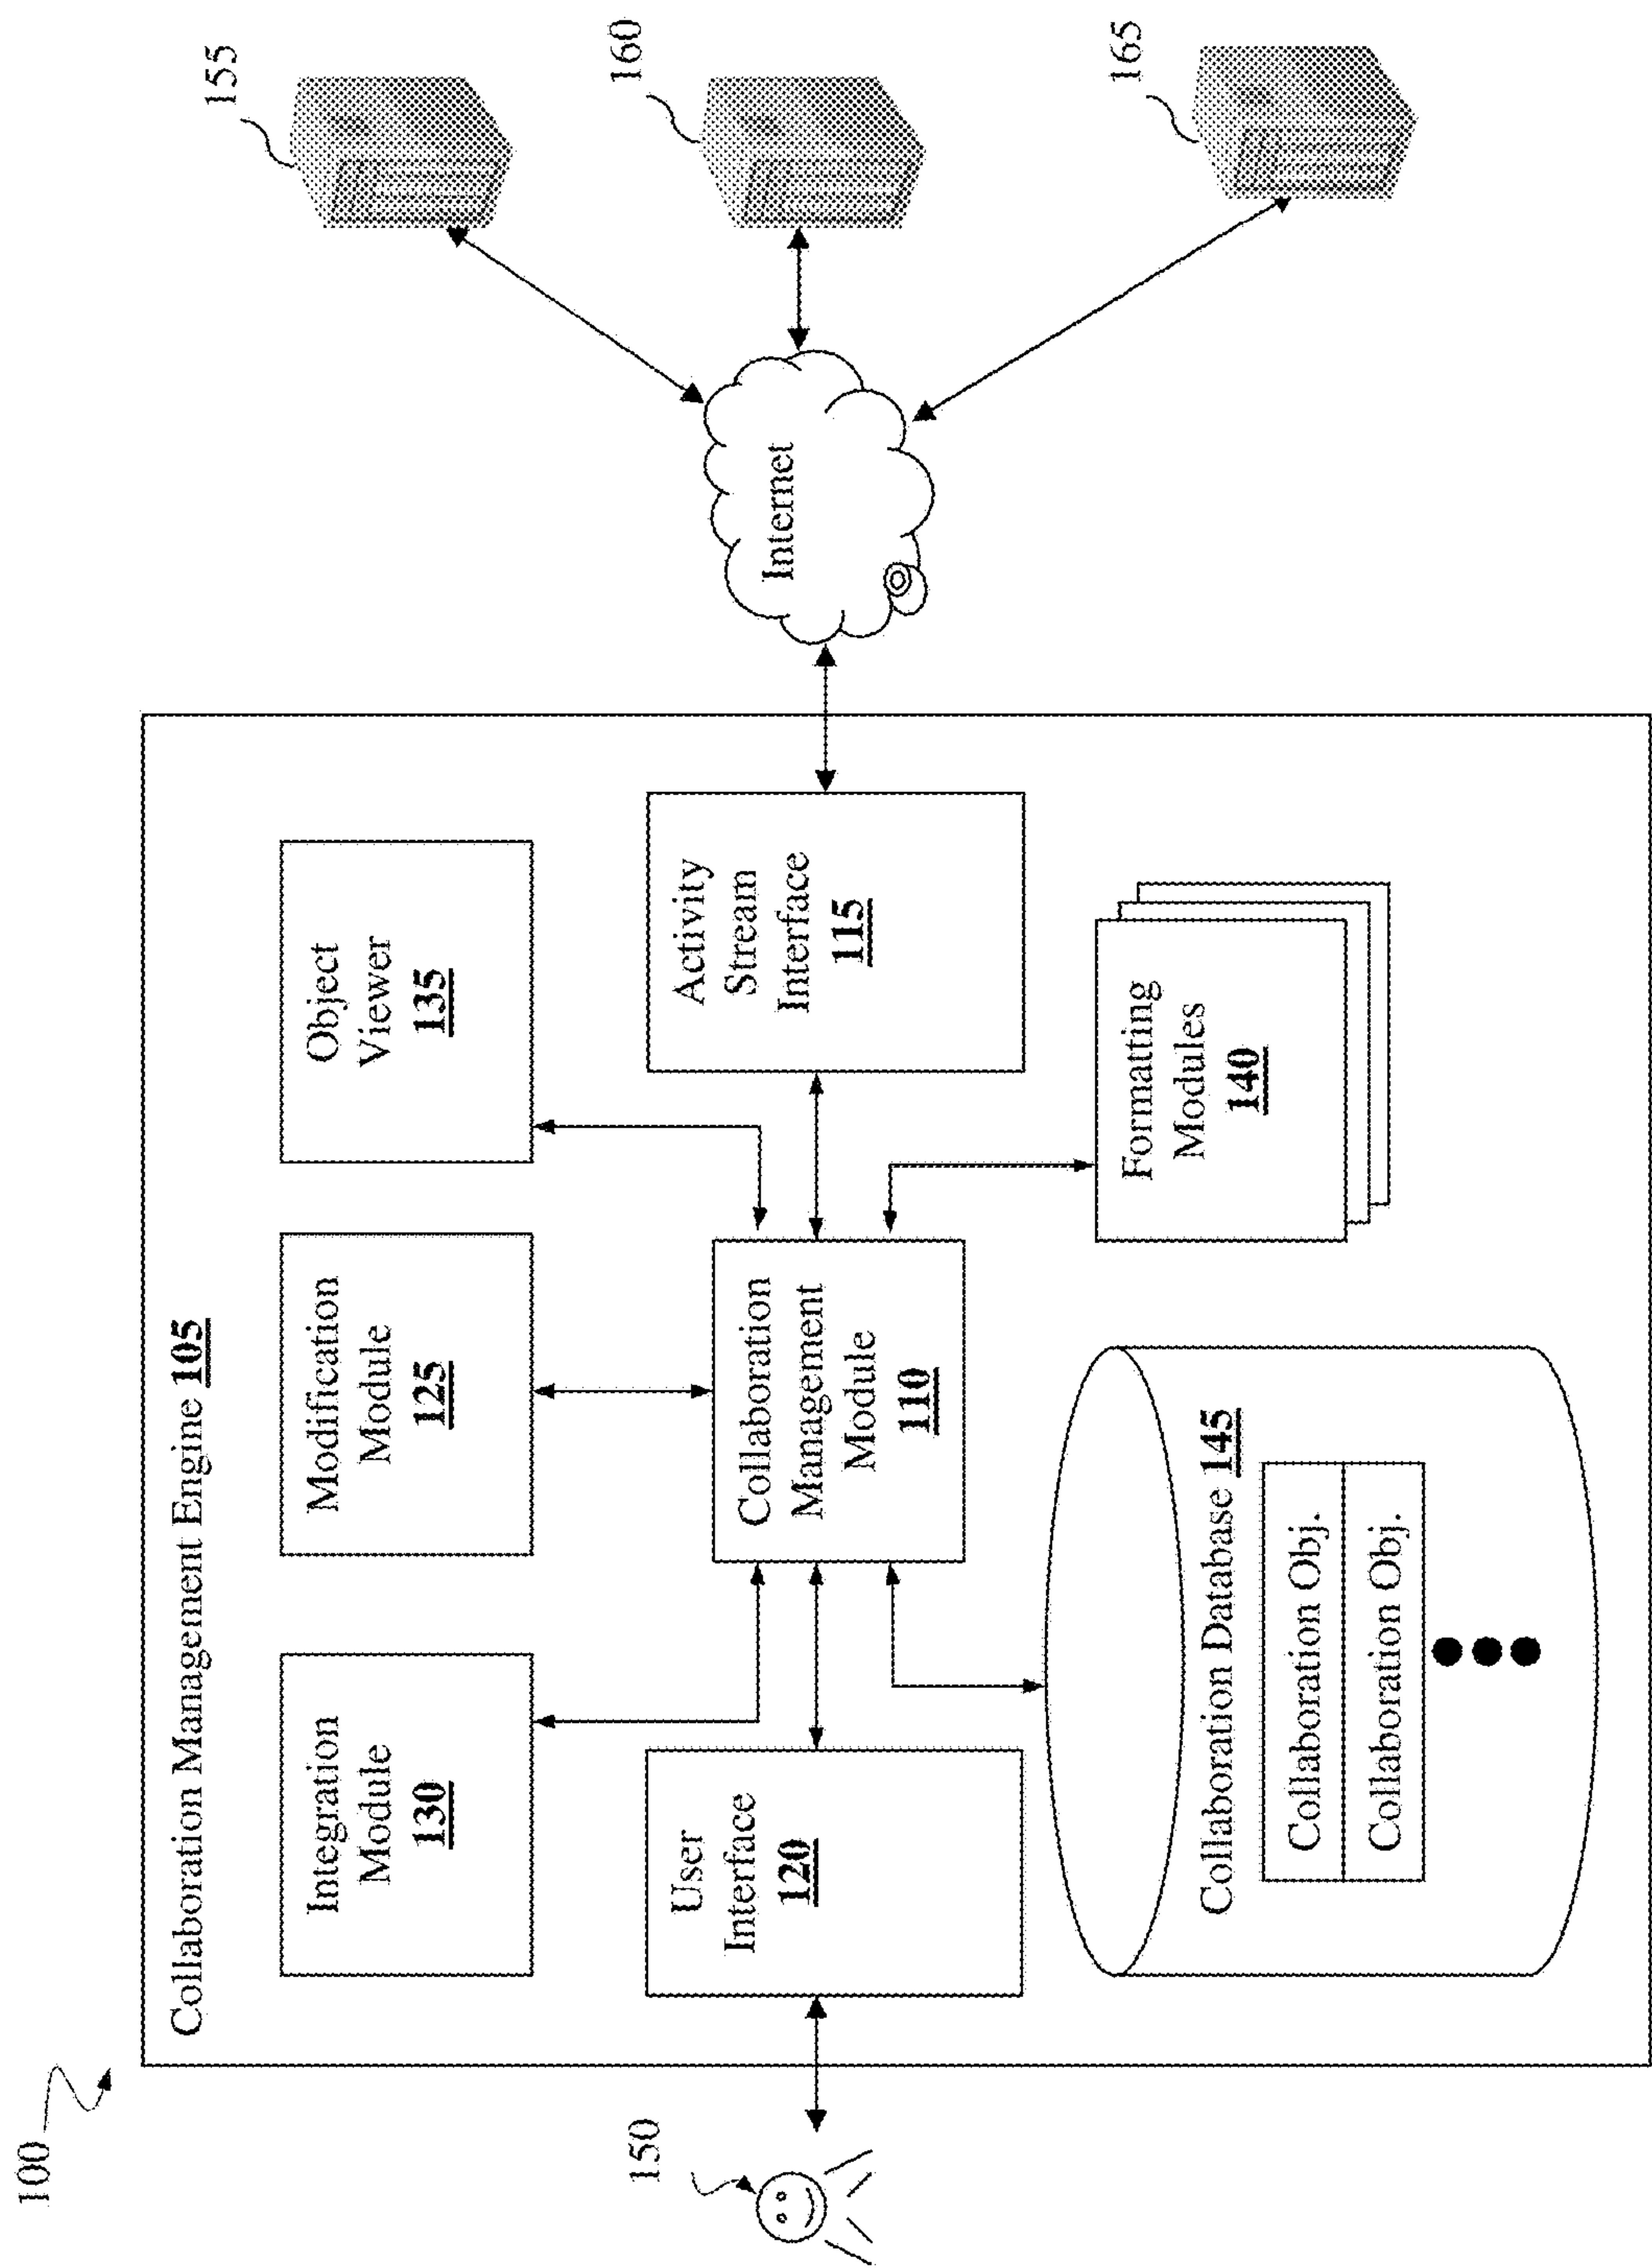 100
Collaboration Management Engine 105
Integration
Module
130
Modification
Module
125
Object
Viewer
135
150
User
Interface
120
Collaboration
Management
Module
110
Activity
Stream
Interface
115
Internet
155
160
165
Collaboration Database 145
Collaboration Obj.
Collaboration Obj.
Formatting
Modules
140